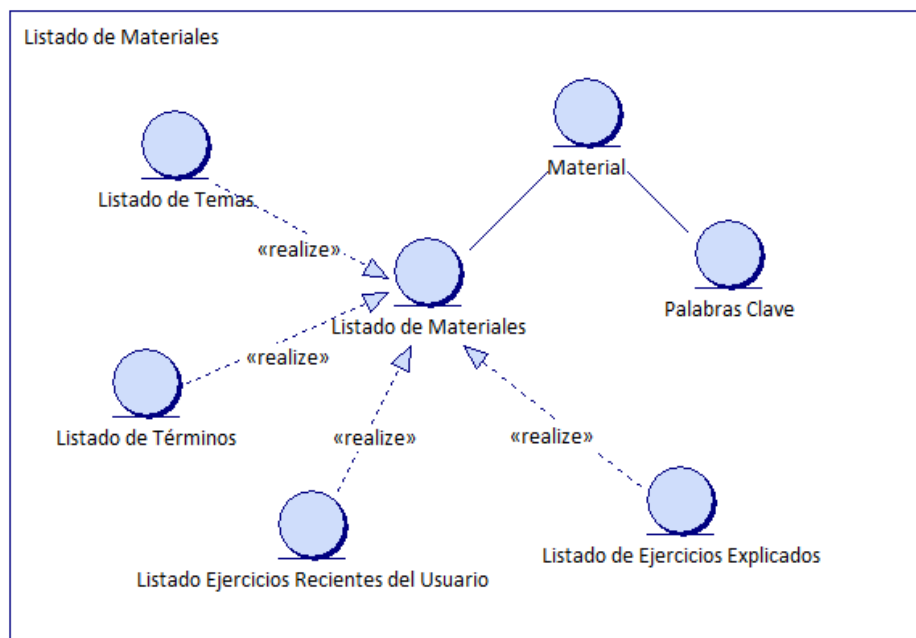 Listado de Materiales
Material
Listado de Temas
«realize»
Palabras Clave
Listado de Materiales
«realize»
Listado de Términos
«realize»
«realize»
Listado de Ejercicios Explicados
Listado Ejercicios Recientes del Usuario